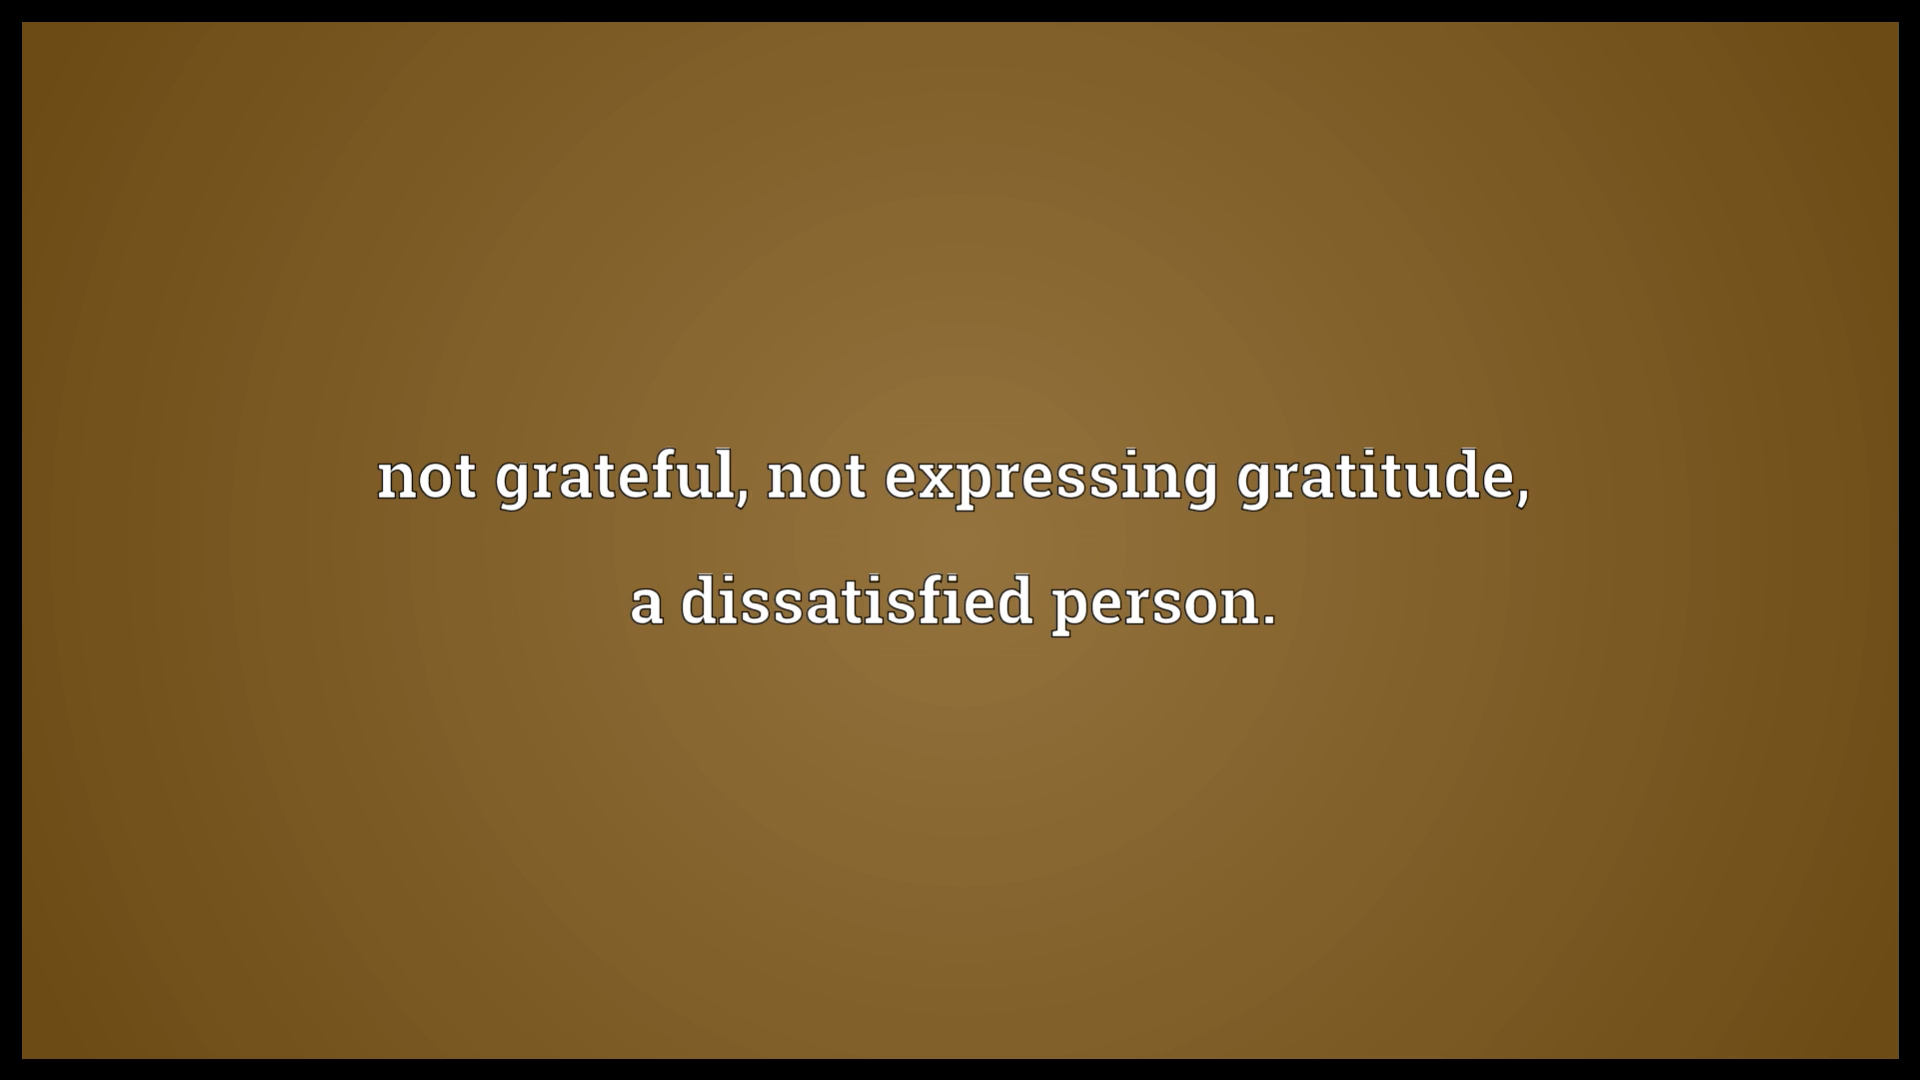 not grateful, not expressing gratitude,
a dissatisfied person.